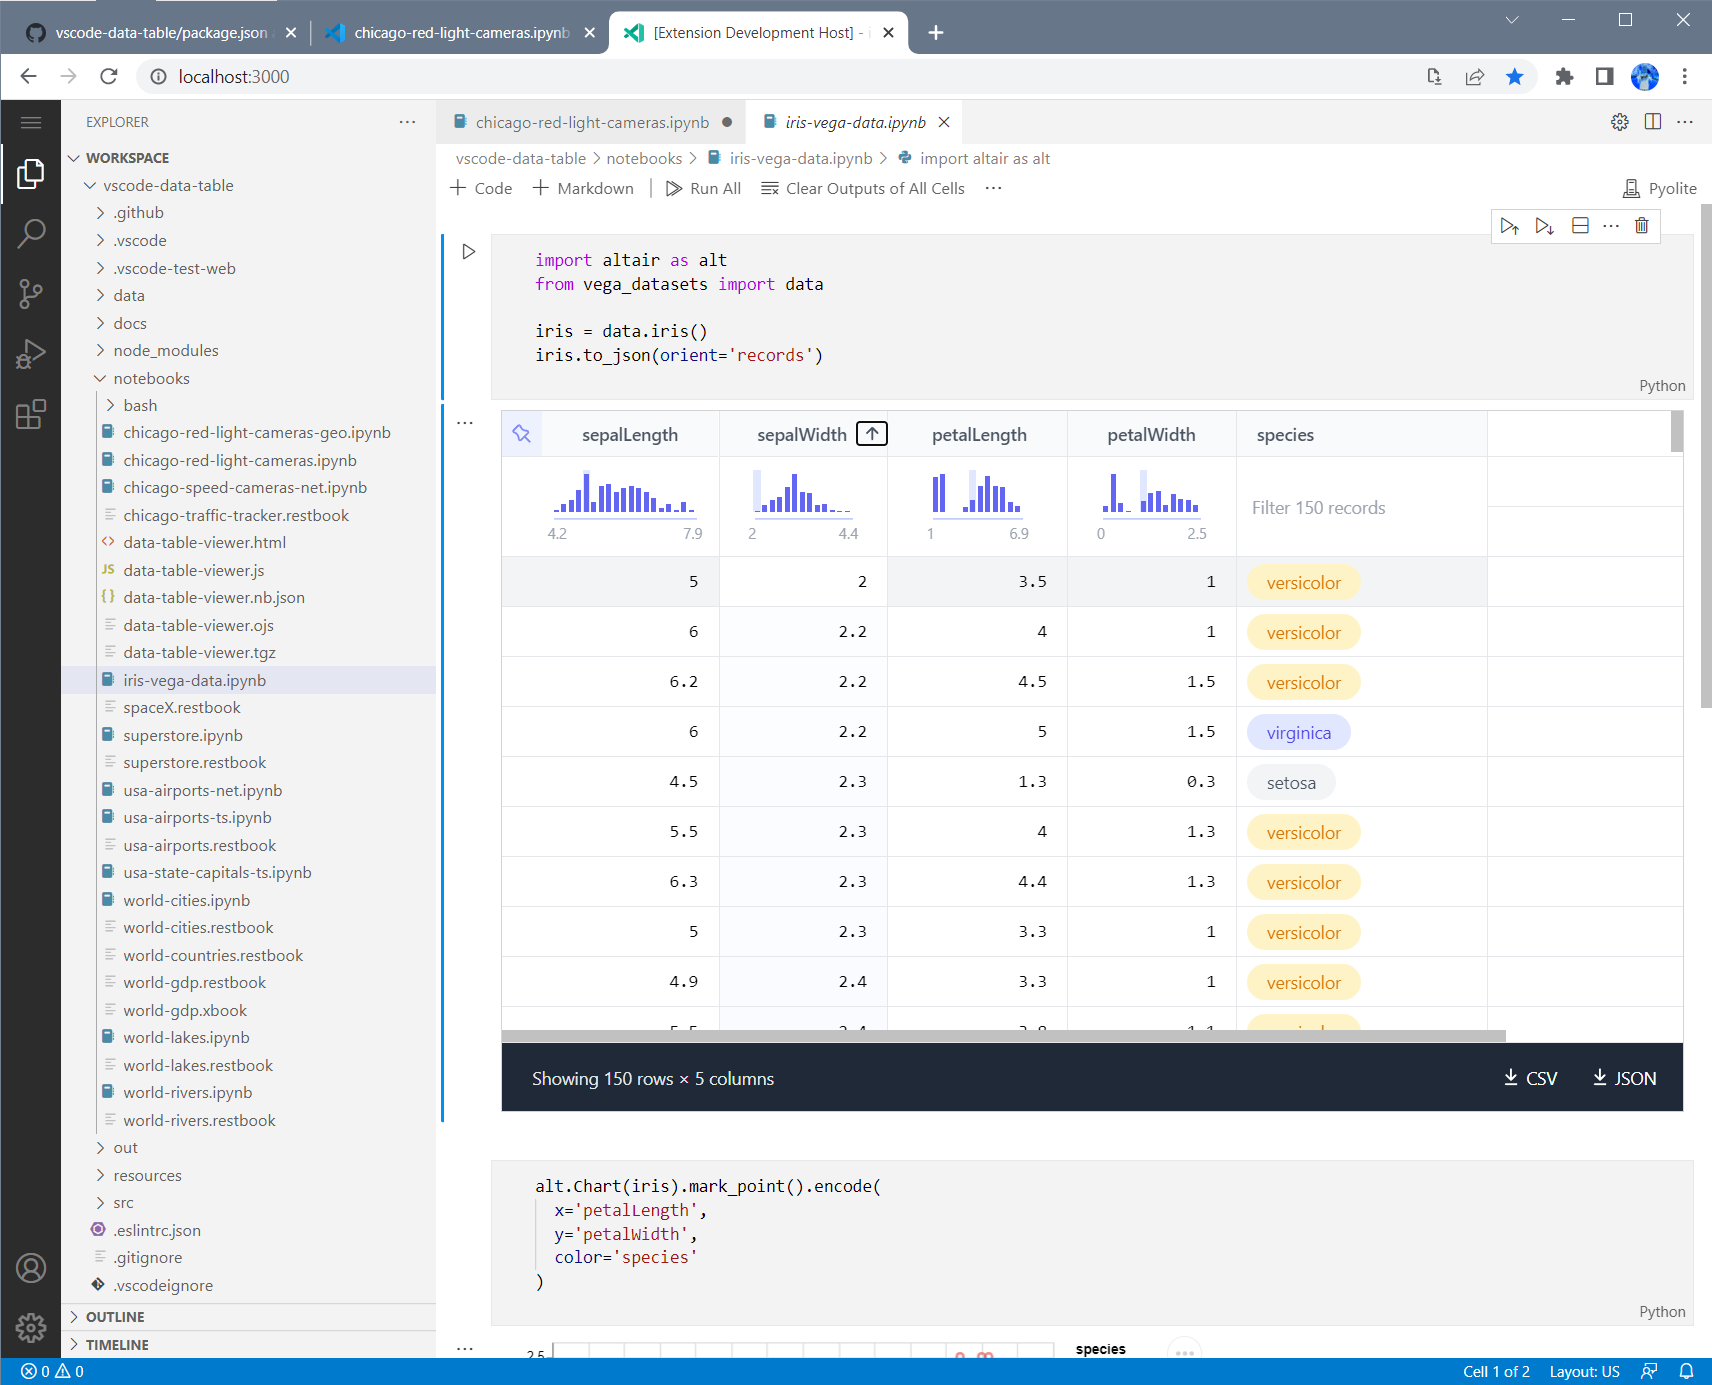 vscode-data-table/package.json
chicago-red-light-cameras.ipynb
[Extension Development Host] - i
localhost:3000
EXPLORER
WORKSPACE
vscode-data-table
.github
.vscode
.vscode-test-web
data
docs
node_modules
notebooks
bash
chicago-red-light-cameras-geo.ipynb
chicago-red-light-cameras.ipynb
chicago-speed-cameras-net.ipynb
chicago-traffic-tracker.restbook
data-table-viewer.html
JS data-table-viewer.js
{} data-table-viewer.nb.json
data-table-viewer.ojs
data-table-viewer.tgz
iris-vega-data.ipynb
spaceX.restbook
superstore.ipynb
superstore.restbook
usa-airports-net.ipynb
usa-airports-ts.ipynb
usa-airports.restbook
usa-state-capitals-ts.ipynb
world-cities.ipynb
world-cities.restbook
world-countries.restbook
world-gdp.restbook
world-gdp.xbook
world-lakes.ipynb
world-lakes.restbook
world-rivers.ipynb
world-rivers.restbook
out
resources
src
.eslintrc.json
.gitignore
.vscodeignore
OUTLINE
TIMELINE
chicago-red-light-cameras.ipynb
iris-vega-data.ipynb
vscode-data-table > notebooks > iris-vega-data.ipynb > import altair as alt
+ Code + Markdown | Run All Clear Outputs of All Cells ··· Pyolite
import altair as alt
from vega_datasets import data
iris = data.iris()
iris.to_json(orient='records')
Python
sepalLength sepalWidth petalLength petalWidth species
4.2 7.9 2 4.4 1 6.9 0 2.5 Filter 150 records
5 2 3.5 1 versicolor
6 2.2 4 1 versicolor
6.2 2.2 4.5 1.5 versicolor
6 2.2 5 1.5 virginica
4.5 2.3 1.3 0.3 setosa
5.5 2.3 4 1.3 versicolor
6.3 2.3 4.4 1.3 versicolor
5 2.3 3.3 1 versicolor
4.9 2.4 3.3 1 versicolor
Showing 150 rows × 5 columns CSV JSON
alt.Chart(iris).mark_point().encode(
x='petalLength',
y='petalWidth',
color='species'
)
Python
2.5 species
0 0 Cell 1 of 2 Layout: US